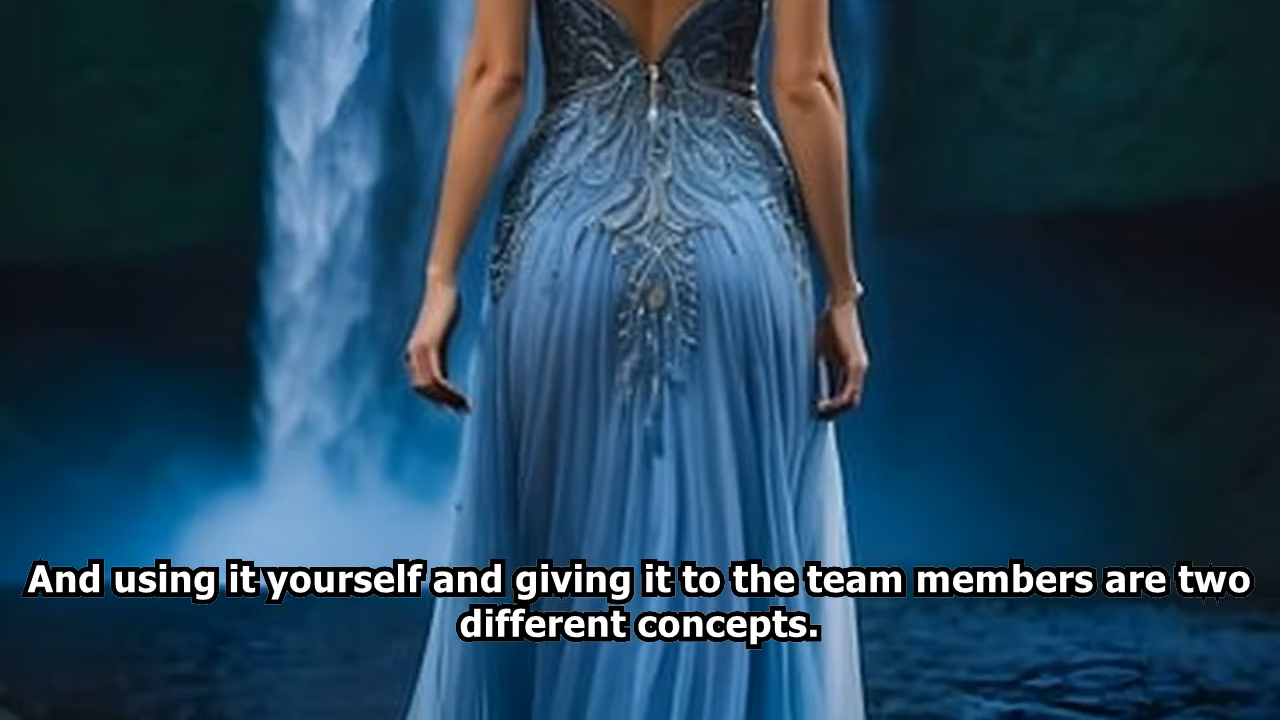 And using it yourself and giving it to the team members are two
different concepts.